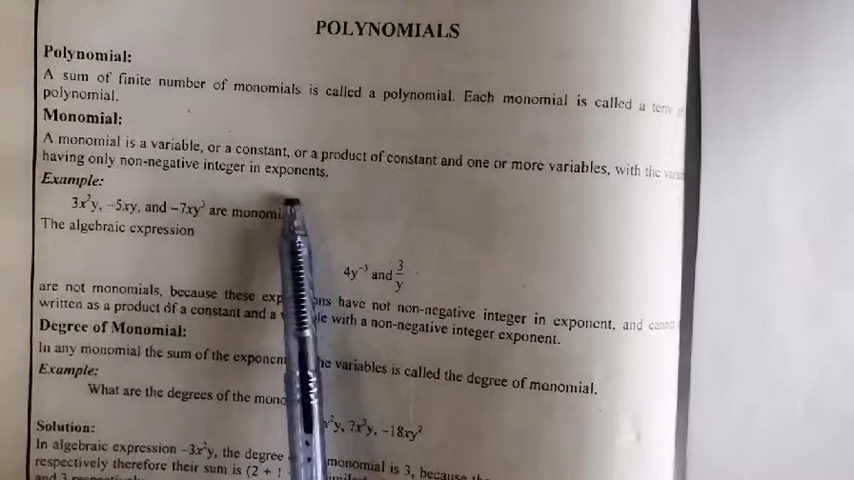 POLYNOMIALS
Polynomial:
A sum of finite number of monomials is called a polynomial. Each monomial is called a term of
polynomial.
Monomial:
A monomial is a variable, or a constant, or a product of constant and one or more variables, with the
having only non-negative integer in exponents.
Example:
3x²y, −5xy, and −7xy³ are monomi
The algebraic expression
4y⁻³ and 3/y
are not monomials, because these exp ons have not non-negative integer in exponent, and
written as a product of a constant and a le with a non-negative integer exponent.
Degree of Monomial:
In any monomial the sum of the exponen he variables is called the degree of monomial.
Example:
What are the degrees of the mono x²y, 7x³y, −18xy²
Solution:
In algebraic expression −3x²y, the degree monomial is 3, because
respectively therefore their sum is (2 + 1
and 3